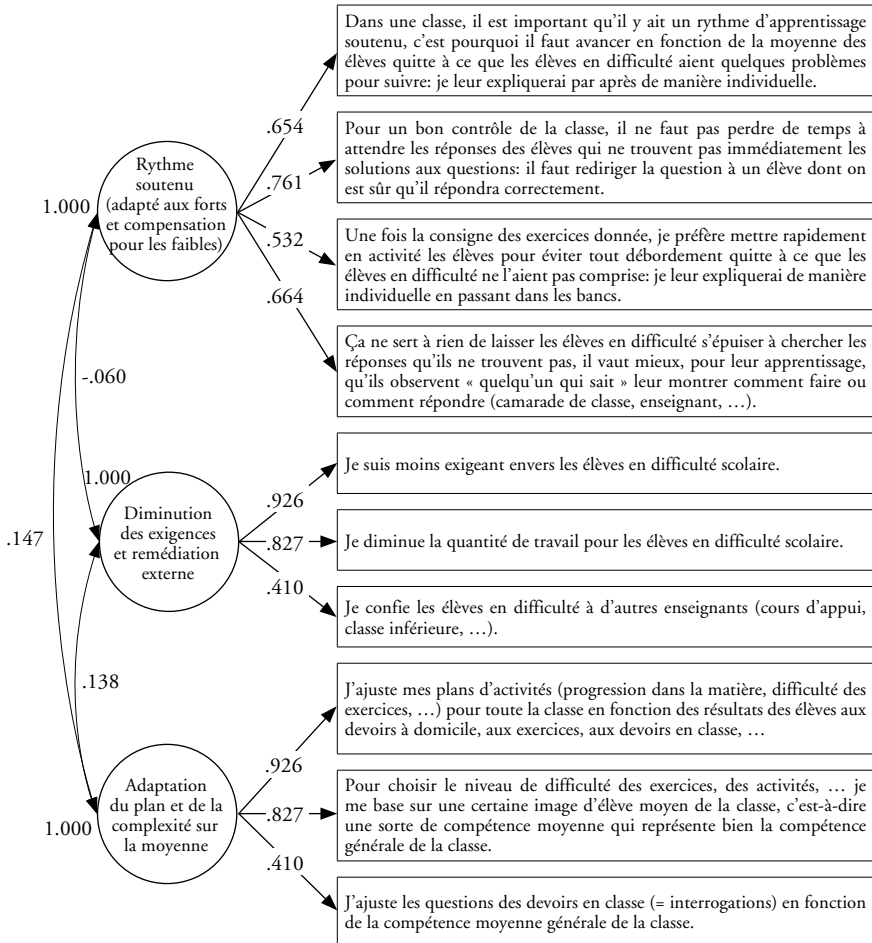 Dans une classe, il est important qu'il y ait un rythme d'apprentissage
soutenu, c'est pourquoi il faut avancer en fonction de la moyenne des
élèves quitte à ce que les élèves en difficulté aient quelques problèmes
pour suivre: je leur expliquerai par après de manière individuelle.
.654
Pour un bon contrôle de la classe, il ne faut pas perdre de temps à
attendre les réponses des élèves qui ne trouvent pas immédiatement les
solutions aux questions: il faut rediriger la question à un élève dont on
est sûr qu'il répondra correctement.
Rythme
soutenu
(adapté aux forts
et compensation
pour les faibles)
1.000
.761
.532
Une fois la consigne des exercices donnée, je préfère mettre rapidement
en activité les élèves pour éviter tout débordement quitte à ce que les
élèves en difficulté ne l'aient pas comprise: je leur expliquerai de manière
individuelle en passant dans les bancs.
.664
Ça ne sert à rien de laisser les élèves en difficulté s'épuiser à chercher les
réponses qu'ils ne trouvent pas, il vaut mieux, pour leur apprentissage,
qu'ils observent « quelqu'un qui sait » leur montrer comment faire ou
comment répondre (camarade de classe, enseignant, …).
-.060
1.000
Je suis moins exigeant envers les élèves en difficulté scolaire.
.926
Diminution
des exigences
et remédiation
externe
.147
.827
Je diminue la quantité de travail pour les élèves en difficulté scolaire.
.410
Je confie les élèves en difficulté à d'autres enseignants (cours d'appui,
classe inférieure, …).
.138
J'ajuste mes plans d'activités (progression dans la matière, difficulté des
exercices, …) pour toute la classe en fonction des résultats des élèves aux
devoirs à domicile, aux exercices, aux devoirs en classe, …
.926
Adaptation
du plan et de la
complexité sur
la moyenne
1.000
.827
Pour choisir le niveau de difficulté des exercices, des activités, … je
me base sur une certaine image d'élève moyen de la classe, c'est-à-dire
une sorte de compétence moyenne qui représente bien la compétence
générale de la classe.
.410
J'ajuste les questions des devoirs en classe (= interrogations) en fonction
de la compétence moyenne générale de la classe.